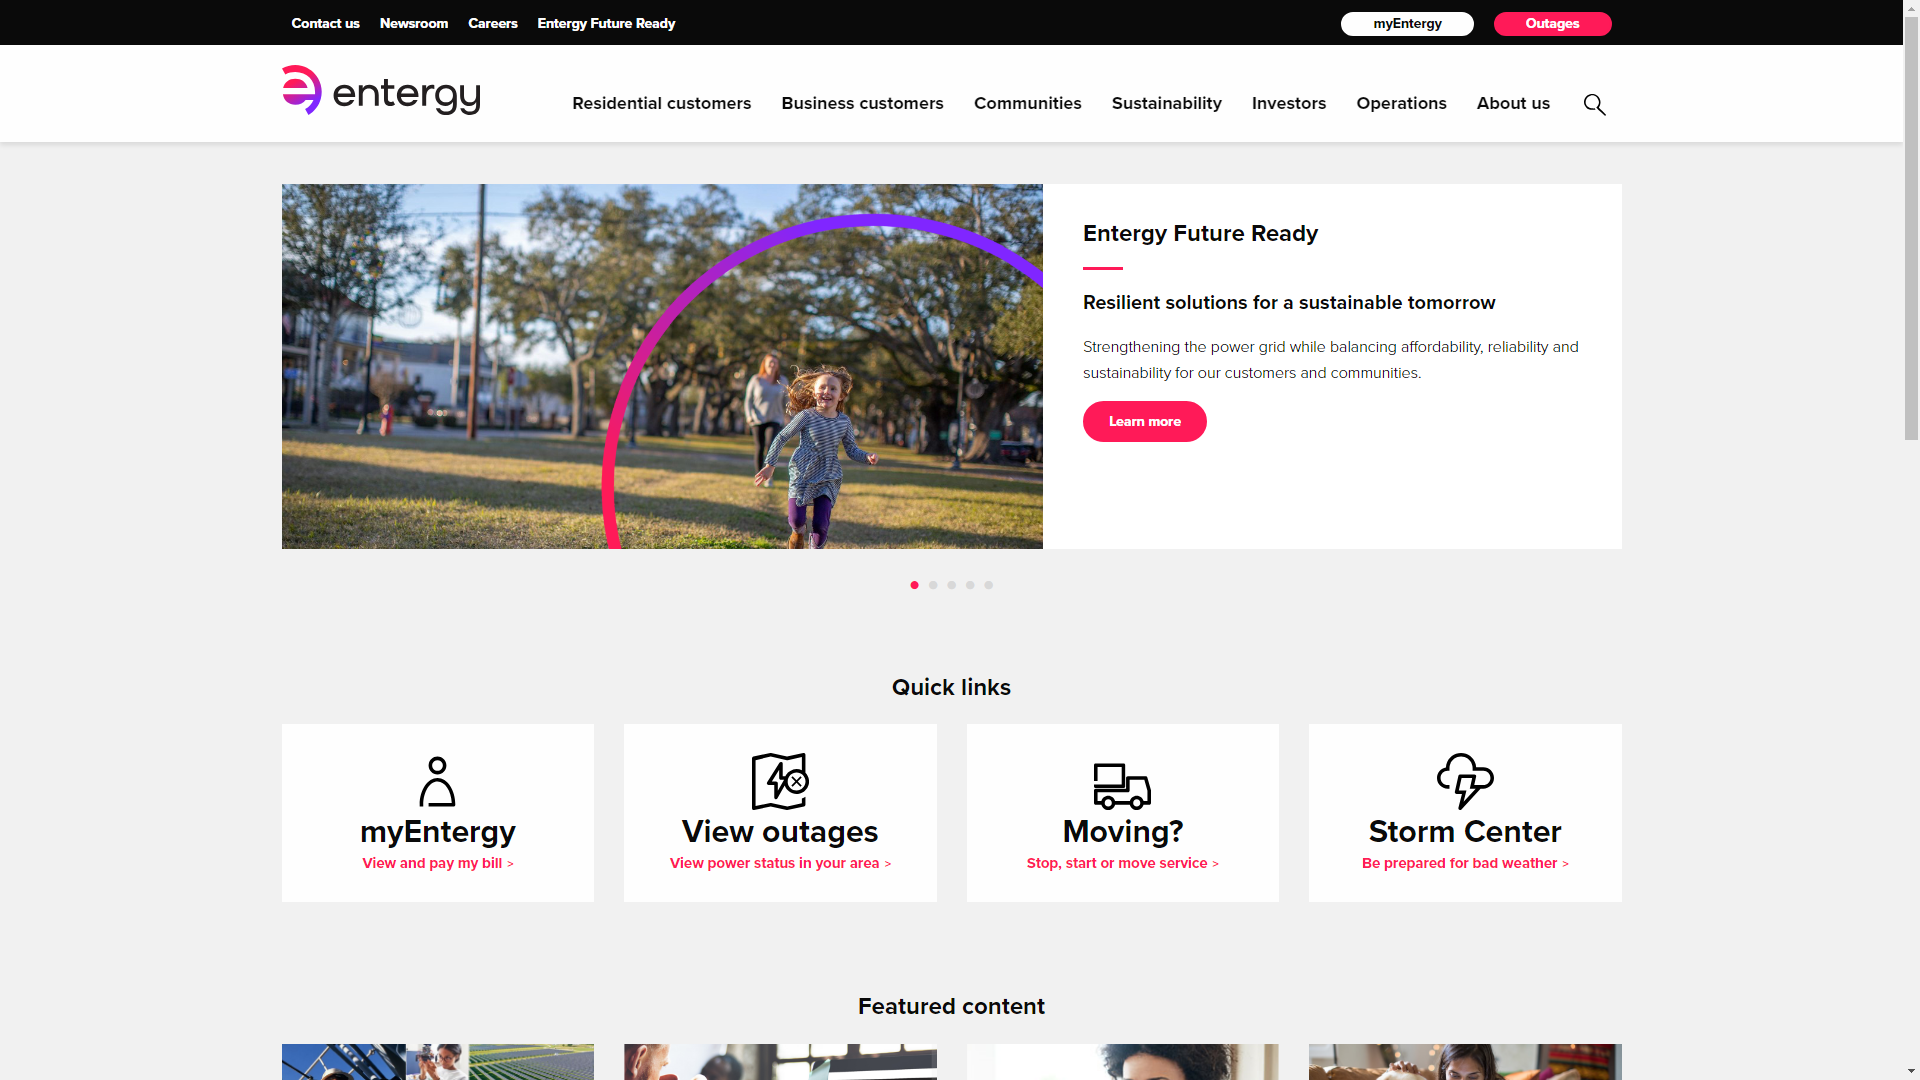 Contact us
Newsroom
Careers
Entergy Future Ready
myEntergy
Outages
entergy
Residential customers
Business customers
Communities
Sustainability
Investors
Operations
About us
Entergy Future Ready
Resilient solutions for a sustainable tomorrow
Strengthening the power grid while balancing affordability, reliability and
sustainability for our customers and communities.
Learn more
Quick links
myEntergy
View and pay my bill >
View outages
View power status in your area >
Moving?
Stop, start or move service >
Storm Center
Be prepared for bad weather >
Featured content